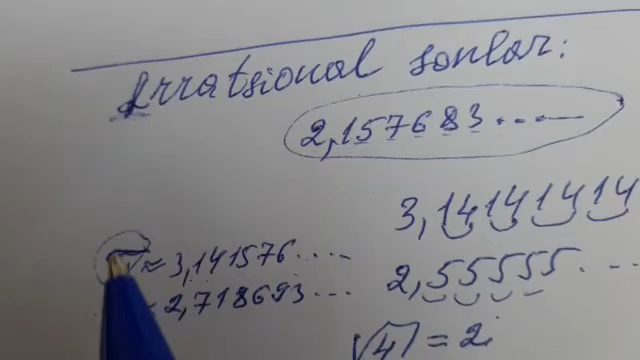 Irratsional sonlar:
2,157683......
3,14141414
≈ 3,141576.....
2,55555...
2,718693...
√4 = 2